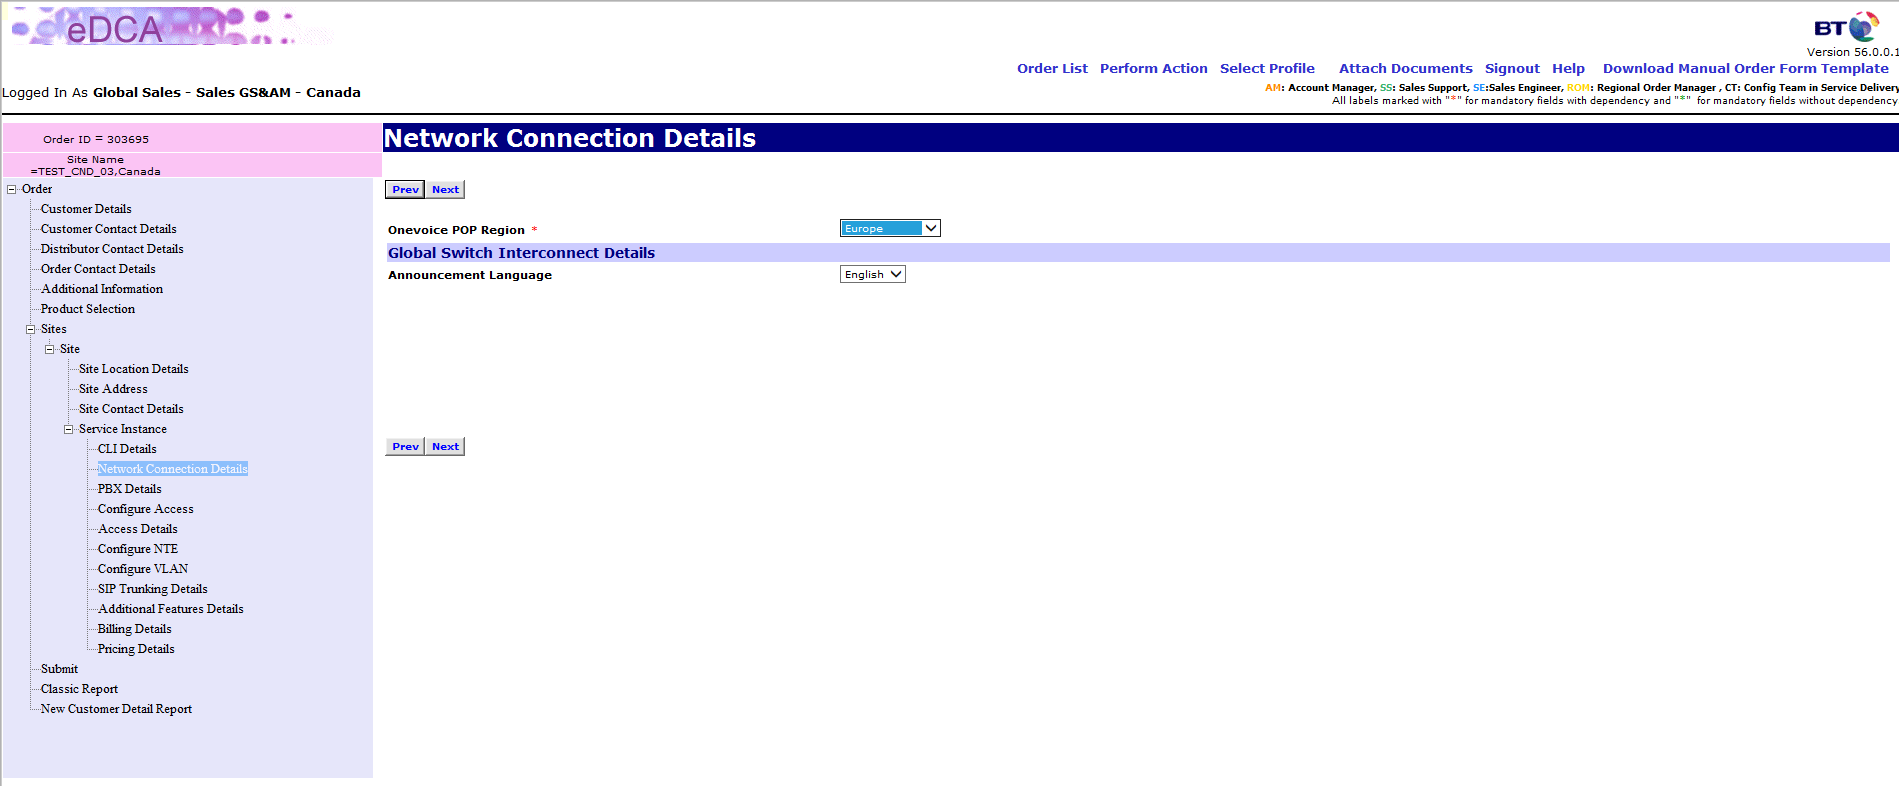 eDCA
BT
Version 56.0.0.1
Order List Perform Action Select Profile Attach Documents Signout Help Download Manual Order Form Template
Logged In As Global Sales - Sales GS&AM - Canada
AM: Account Manager, SS: Sales Support, SE:Sales Engineer, ROM: Regional Order Manager , CT: Config Team in Service Delivery
All labels marked with "*" for mandatory fields with dependency and "*" for mandatory fields without dependency
Order ID = 303695
Site Name
=TEST_CND_03,Canada
Order
Customer Details
Customer Contact Details
Distributor Contact Details
Order Contact Details
Additional Information
Product Selection
Sites
Site
Site Location Details
Site Address
Site Contact Details
Service Instance
CLI Details
Network Connection Details
PBX Details
Configure Access
Access Details
Configure NTE
Configure VLAN
SIP Trunking Details
Additional Features Details
Billing Details
Pricing Details
Submit
Classic Report
New Customer Detail Report
Network Connection Details
Prev Next
Onevoice POP Region * Europe
Global Switch Interconnect Details
Announcement Language English
Prev Next